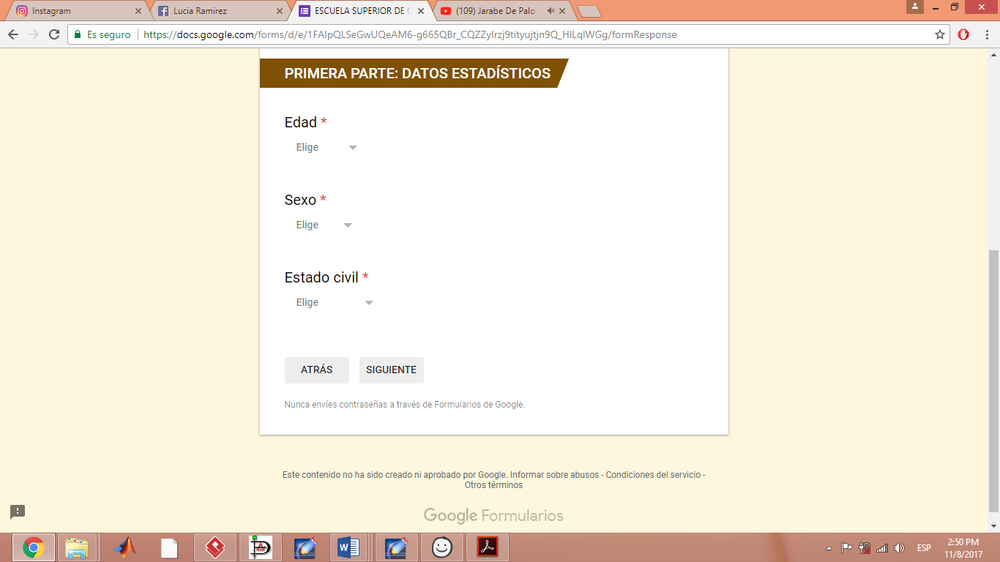 Instagram
Lucia Ramirez
ESCUELA SUPERIOR DE C
(109) Jarabe De Palo -
Es seguro
https://docs.google.com/forms/d/e/1FAIpQLSeGwUQeAM6-g665QBr_CQZZyIrzj9tityujtjn9Q_HILqlWGg/formResponse
PRIMERA PARTE: DATOS ESTADÍSTICOS
Edad *
Elige
Sexo *
Elige
Estado civil *
Elige
ATRÁS
SIGUIENTE
Nunca envíes contraseñas a través de Formularios de Google.
Este contenido no ha sido creado ni aprobado por Google. Informar sobre abusos - Condiciones del servicio -
Otros términos
Google Formularios
ESP
2:50 PM
11/8/2017